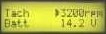 Tach ▶3200rpm
Batt 14.2 V